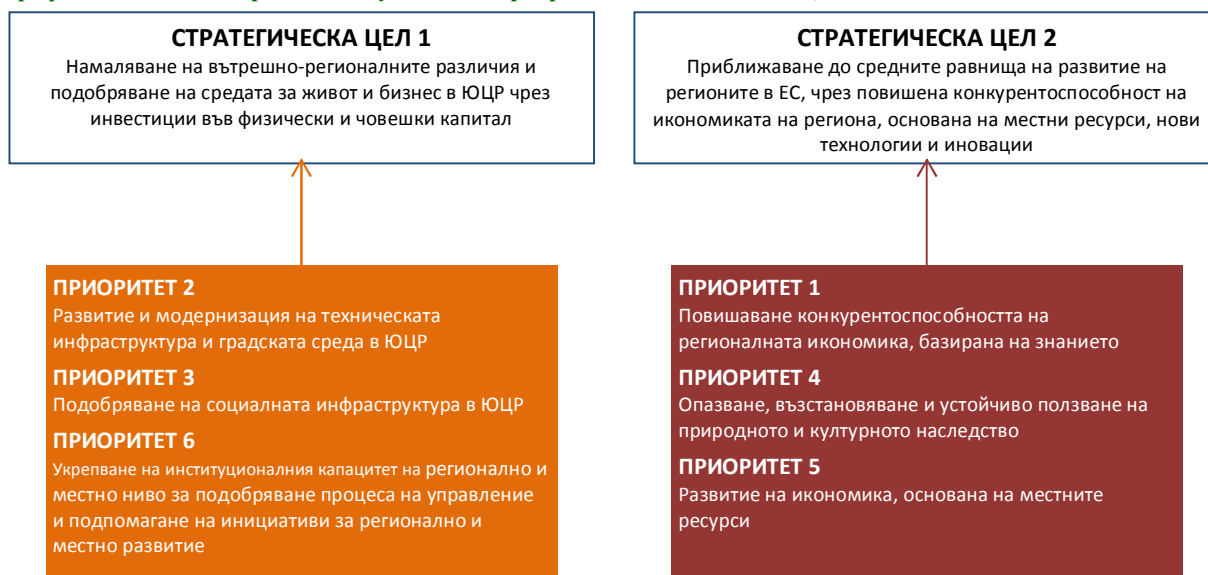 СТРАТЕГИЧЕСКА ЦЕЛ 1
Намаляване на вътрешно-регионалните различия и
подобряване на средата за живот и бизнес в ЮЦР чрез
инвестиции във физически и човешки капитал
СТРАТЕГИЧЕСКА ЦЕЛ 2
Приближаване до средните равнища на развитие на
регионите в ЕС, чрез повишена конкурентоспособност на
икономиката на региона, основана на местни ресурси, нови
технологии и иновации
ПРИОРИТЕТ 2
Развитие и модернизация на техническата
инфраструктура и градската среда в ЮЦР
ПРИОРИТЕТ 3
Подобряване на социалната инфраструктура в ЮЦР
ПРИОРИТЕТ 6
Укрепване на институционалния капацитет на регионално и
местно ниво за подобряване процеса на управление
и подпомагане на инициативи за регионално и
местно развитие
ПРИОРИТЕТ 1
Повишаване конкурентоспособността на
регионалната икономика, базирана на знанието
ПРИОРИТЕТ 4
Опазване, възстановяване и устойчиво ползване на
природното и културното наследство
ПРИОРИТЕТ 5
Развитие на икономика, основана на местните
ресурси